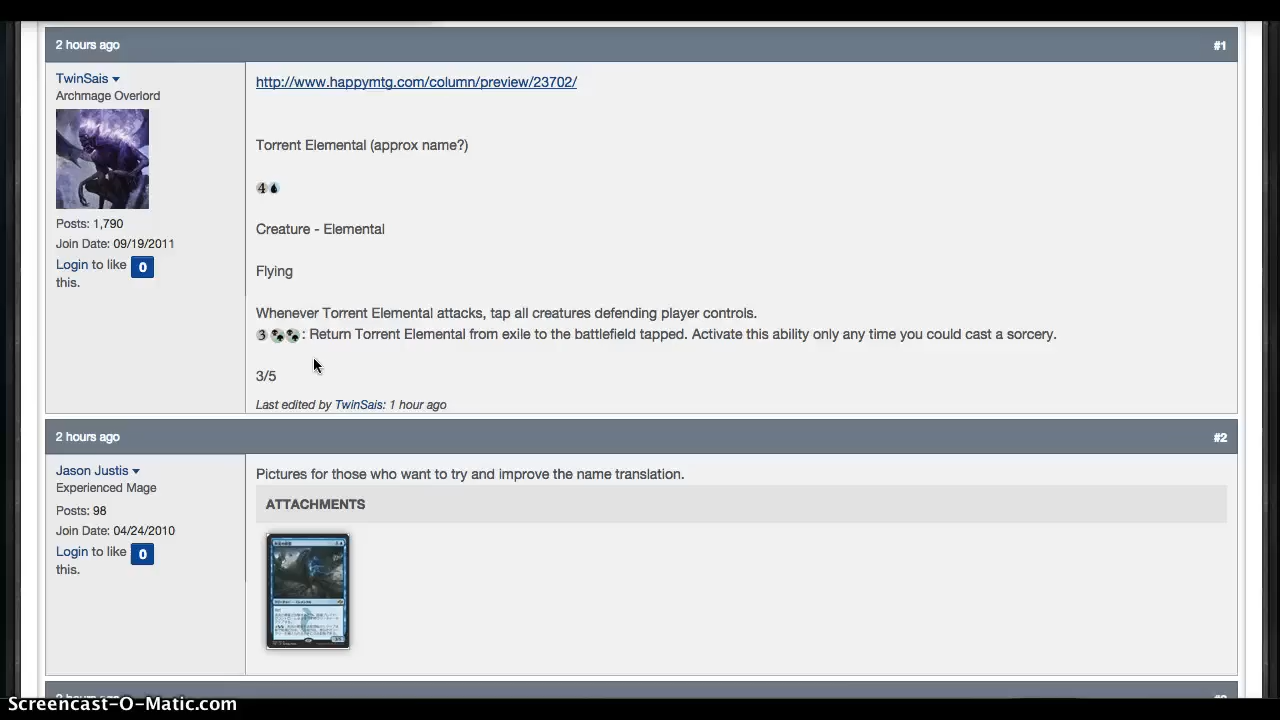 2 hours ago #1
TwinSais
Archmage Overlord
Posts: 1,790
Join Date: 09/19/2011
Login to like 0
this.
http://www.happymtg.com/column/preview/23702/
Torrent Elemental (approx name?)
4
Creature - Elemental
Flying
Whenever Torrent Elemental attacks, tap all creatures defending player controls.
3 : Return Torrent Elemental from exile to the battlefield tapped. Activate this ability only any time you could cast a sorcery.
3/5
Last edited by TwinSais: 1 hour ago
2 hours ago #2
Jason Justis
Experienced Mage
Posts: 98
Join Date: 04/24/2010
Login to like 0
this.
Pictures for those who want to try and improve the name translation.
ATTACHMENTS
Screencast-O-Matic.com